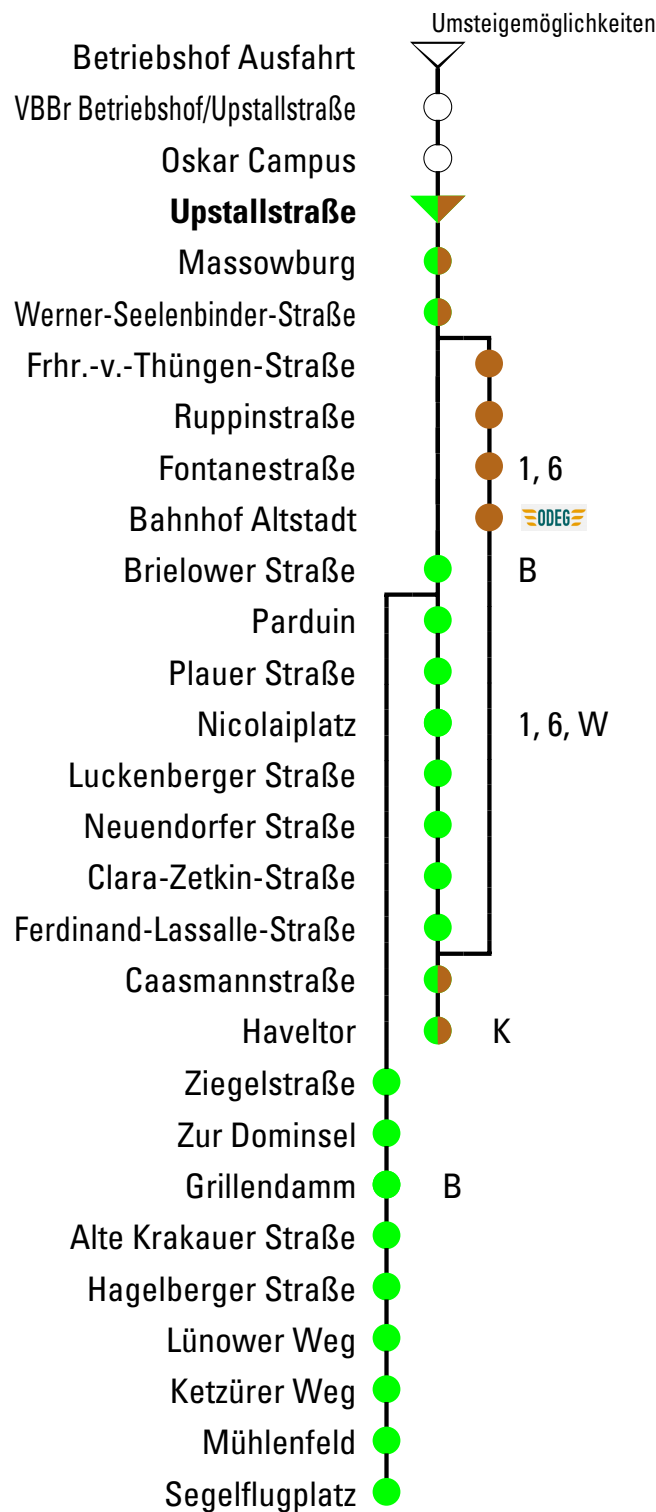 Umsteigemöglichkeiten
Betriebshof Ausfahrt
VBBr Betriebshof/Upstallstraße
Oskar Campus
Upstallstraße
Massowburg
Werner-Seelenbinder-Straße
Frhr.-v.-Thüngen-Straße
Ruppinstraße
Fontanestraße 1, 6
Bahnhof Altstadt ODEG
Brielower Straße B
Parduin
Plauer Straße
Nicolaiplatz 1, 6, W
Luckenberger Straße
Neuendorfer Straße
Clara-Zetkin-Straße
Ferdinand-Lassalle-Straße
Caasmannstraße
Haveltor K
Ziegelstraße
Zur Dominsel
Grillendamm B
Alte Krakauer Straße
Hagelberger Straße
Lünower Weg
Ketzürer Weg
Mühlenfeld
Segelflugplatz